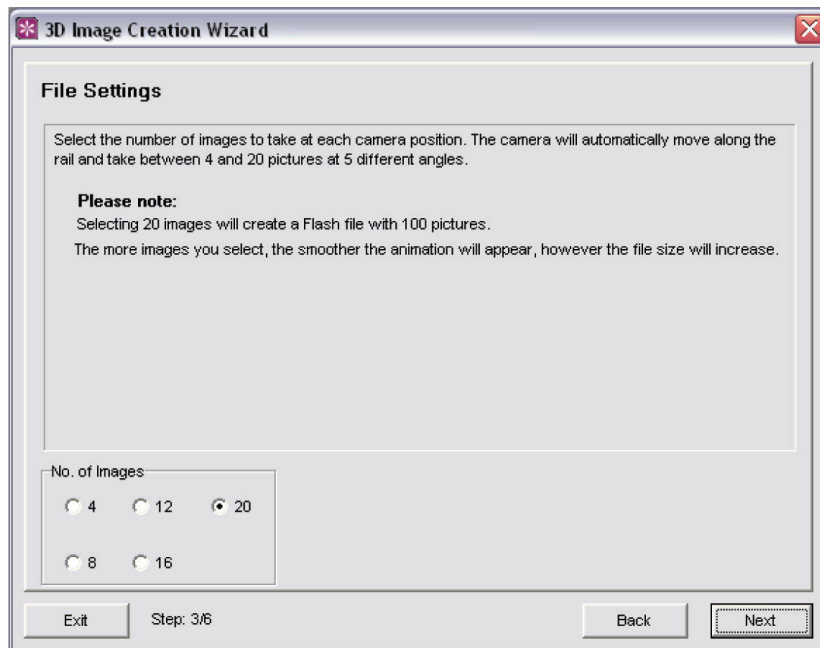 3D Image Creation Wizard
File Settings
Select the number of images to take at each camera position. The camera will automatically move along the
rail and take between 4 and 20 pictures at 5 different angles.
Please note:
Selecting 20 images will create a Flash file with 100 pictures.
The more images you select, the smoother the animation will appear, however the file size will increase.
No. of Images
4 12 20
8 16
Exit Step: 3/6 Back Next